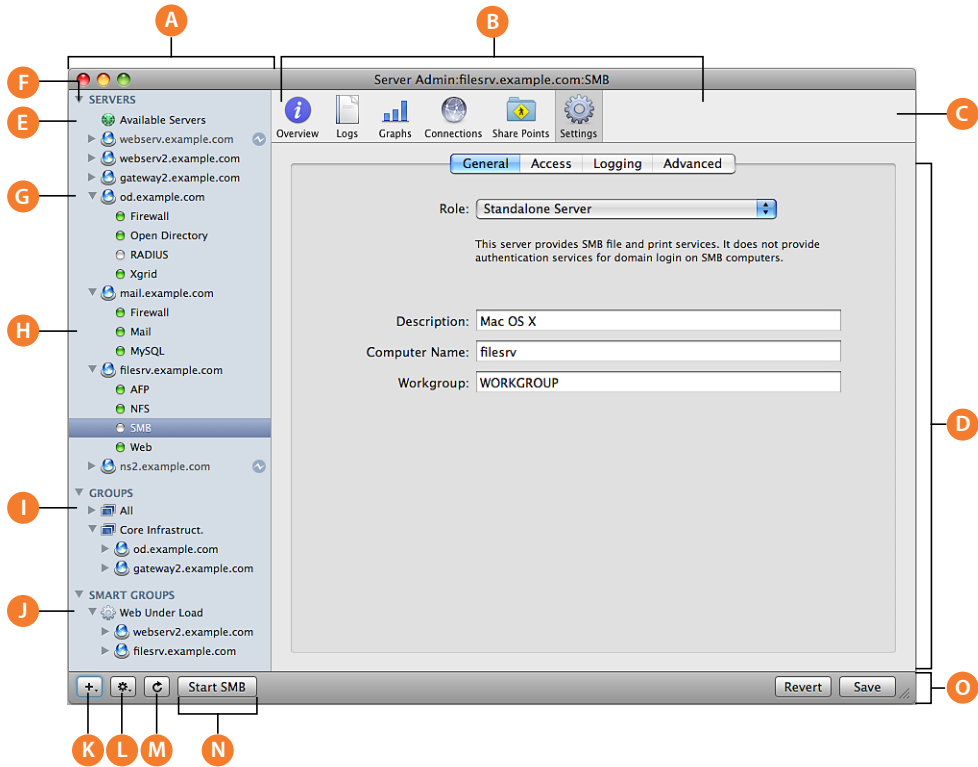 A
B
F
E
G
H
I
J
K
L
M
N
C
D
O
Server Admin:filesrv.example.com:SMB
SERVERS
Available Servers
webserv.example.com
webserv2.example.com
gateway2.example.com
od.example.com
Firewall
Open Directory
RADIUS
Xgrid
mail.example.com
Firewall
Mail
MySQL
filesrv.example.com
AFP
NFS
SMB
Web
ns2.example.com
GROUPS
All
Core Infrastruct.
od.example.com
gateway2.example.com
SMART GROUPS
Web Under Load
webserv2.example.com
filesrv.example.com
Overview Logs Graphs Connections Share Points Settings
General Access Logging Advanced
Role: Standalone Server
This server provides SMB file and print services. It does not provide
authentication services for domain login on SMB computers.
Description: Mac OS X
Computer Name: filesrv
Workgroup: WORKGROUP
Start SMB Revert Save